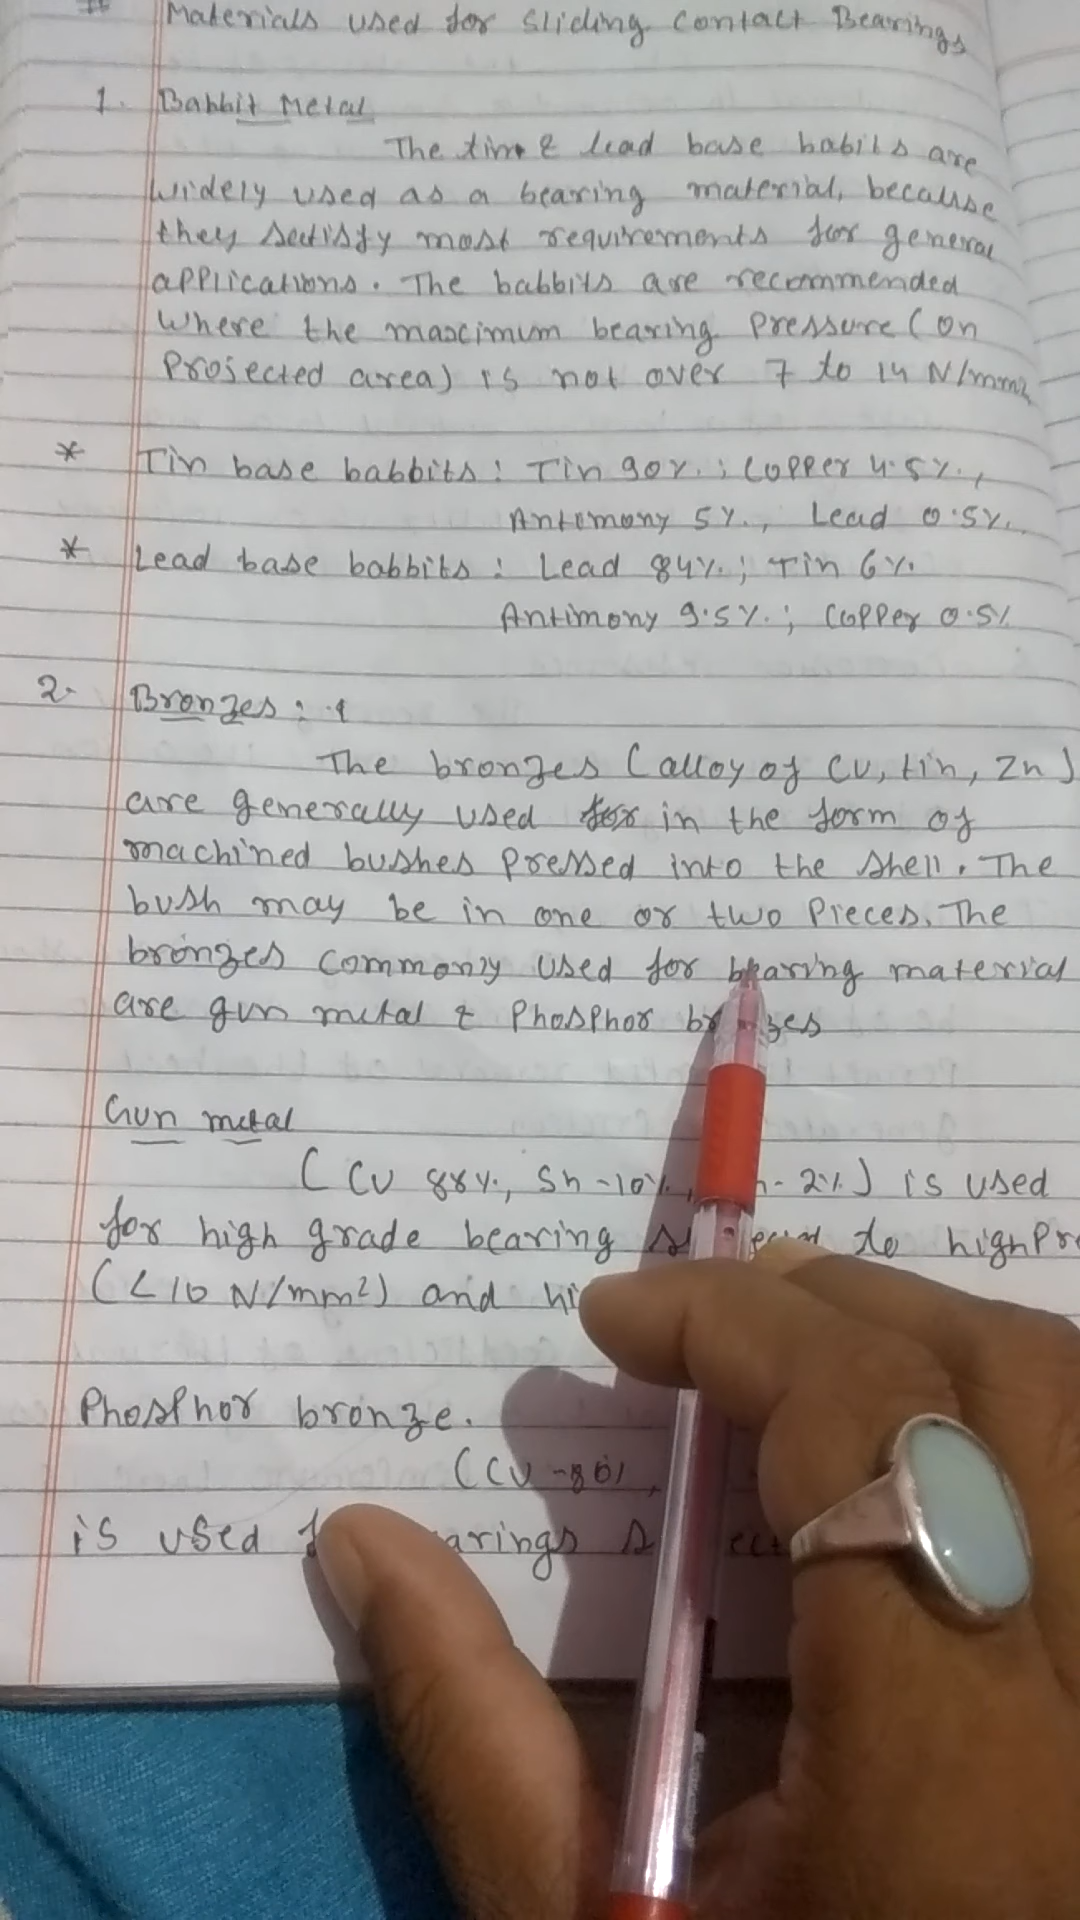 Materials used for sliding contact Bearings
1. Babbit Metal
The tin & lead base babits are
widely used as a bearing material, because
they satisfy most requirements for general
applications. The babbits are recommended
where the maximum bearing pressure (on
Projected area) is not over 7 to 14 N/mm2
* Tin base babbits: Tin 90%; Copper 4.5%,
Antomony 5%, Lead 0.5%.
* Lead base babbits: Lead 84%; Tin 6%
Antimony 9.5%; Copper 0.5%
2. Bronzes:
The bronzes (alloy of Cu, tin, Zn)
are generally used in the form of
machined bushes pressed into the shell. The
bush may be in one or two pieces. The
bronzes commonly used for bearing material
are gun metal & Phosphor
Gun metal
(Cu 88%, Sn-10%, - 2%) is used
for high grade bearing to high
(<10 N/mm²) and
Phosphor bronze.
(Cu-80%,
is used